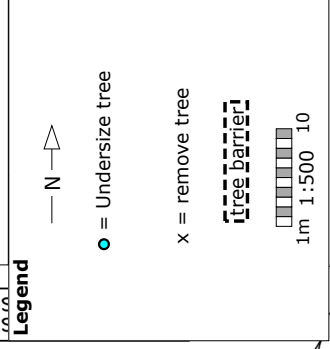 Legend
— N —▷
= Undersize tree
x = remove tree
tree barrier
1m 1:500 10